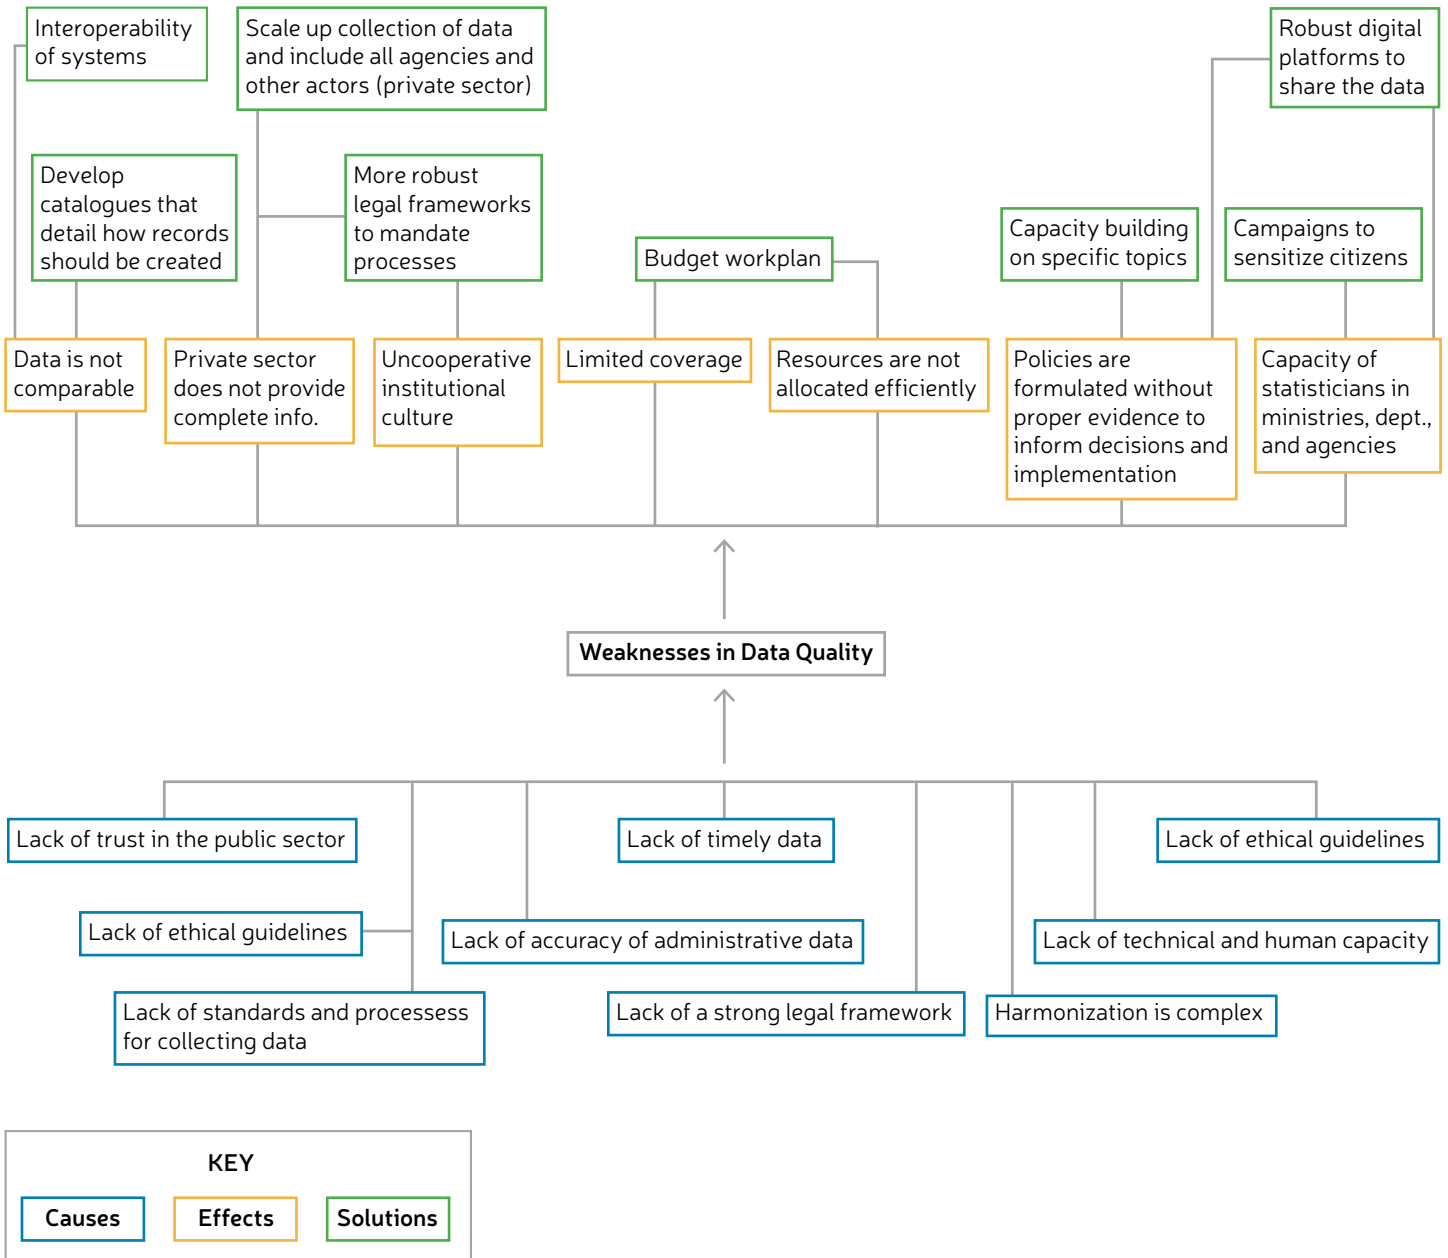 Interoperability
of systems
Scale up collection of data
and include all agencies and
other actors (private sector)
Robust digital
platforms to
share the data
Develop
catalogues that
detail how records
should be created
More robust
legal frameworks
to mandate
processes
Budget workplan
Capacity building
on specific topics
Campaigns to
sensitize citizens
Data is not
comparable
Private sector
does not provide
complete info.
Uncooperative
institutional
culture
Limited coverage
Resources are not
allocated efficiently
Policies are
formulated without
proper evidence to
inform decisions and
implementation
Capacity of
statisticians in
ministries, dept.,
and agencies
Weaknesses in Data Quality
Lack of trust in the public sector
Lack of timely data
Lack of ethical guidelines
Lack of ethical guidelines
Lack of accuracy of administrative data
Lack of technical and human capacity
Lack of standards and processess
for collecting data
Lack of a strong legal framework
Harmonization is complex
KEY
Causes
Effects
Solutions